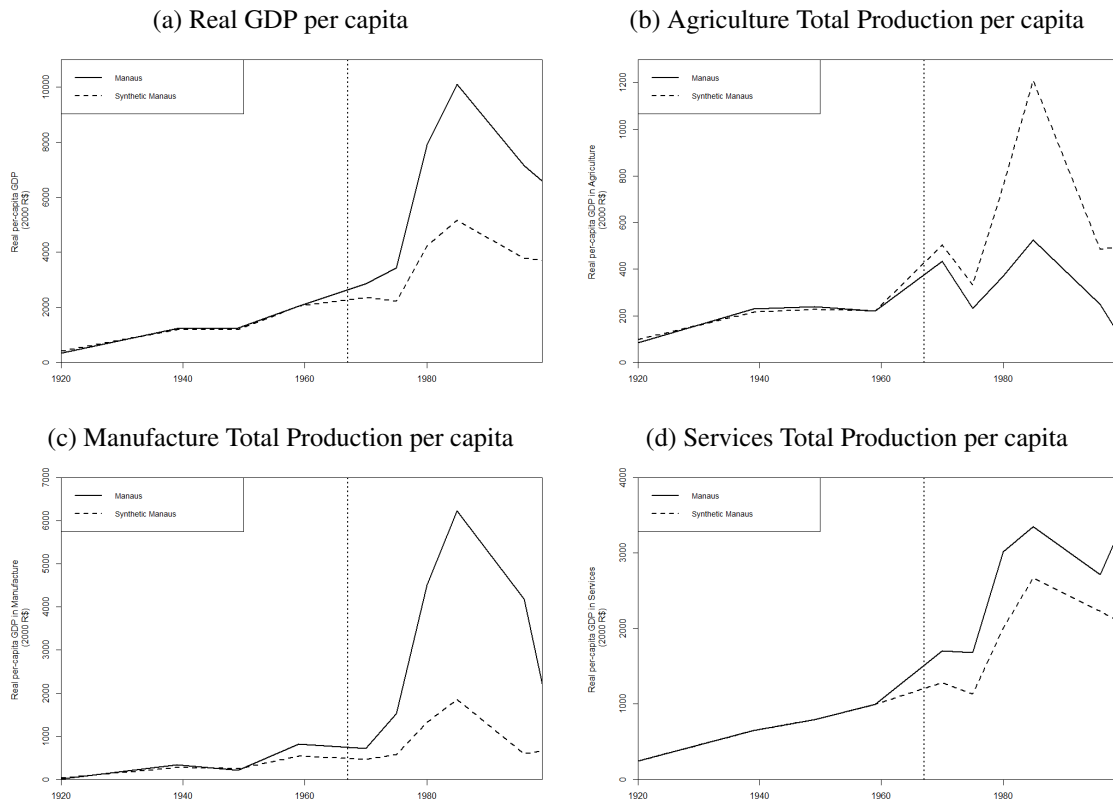 (a) Real GDP per capita
Real per-capita GDP
(2000 R$)
0 2000 4000 6000 8000 10000
Manaus
Synthetic Manaus
1920 1940 1960 1980
(b) Agriculture Total Production per capita
Real per-capita GDP in Agriculture
(2000 R$)
0 200 400 600 800 1000 1200
Manaus
Synthetic Manaus
1920 1940 1960 1980
(c) Manufacture Total Production per capita
Real per-capita GDP in Manufacture
(2000 R$)
0 1000 2000 3000 4000 5000 6000 7000
Manaus
Synthetic Manaus
1920 1940 1960 1980
(d) Services Total Production per capita
Real per-capita GDP in Services
(2000 R$)
0 1000 2000 3000 4000
Manaus
Synthetic Manaus
1920 1940 1960 1980